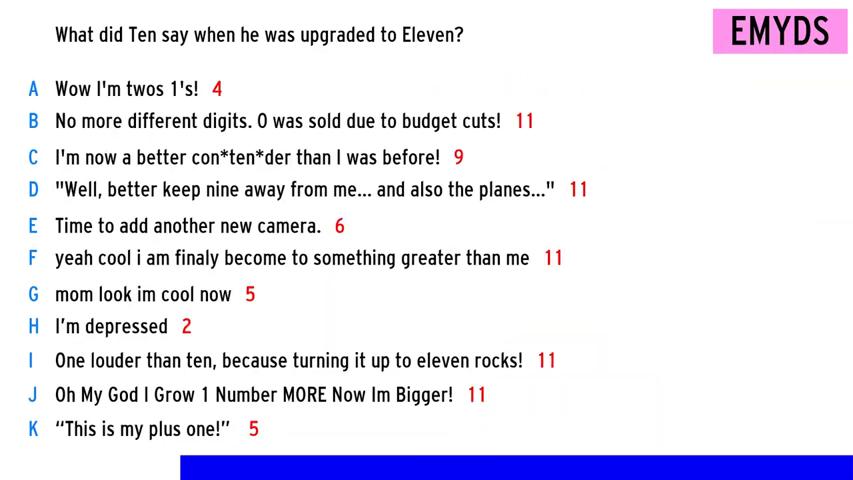 What did Ten say when he was upgraded to Eleven?
EMYDS
A Wow I'm twos 1's! 4
B No more different digits. 0 was sold due to budget cuts! 11
C I'm now a better con*ten*der than I was before! 9
D "Well, better keep nine away from me... and also the planes..." 11
E Time to add another new camera. 6
F yeah cool i am finaly become to something greater than me 11
G mom look im cool now 5
H I’m depressed 2
I One louder than ten, because turning it up to eleven rocks! 11
J Oh My God I Grow 1 Number MORE Now Im Bigger! 11
K “This is my plus one!” 5